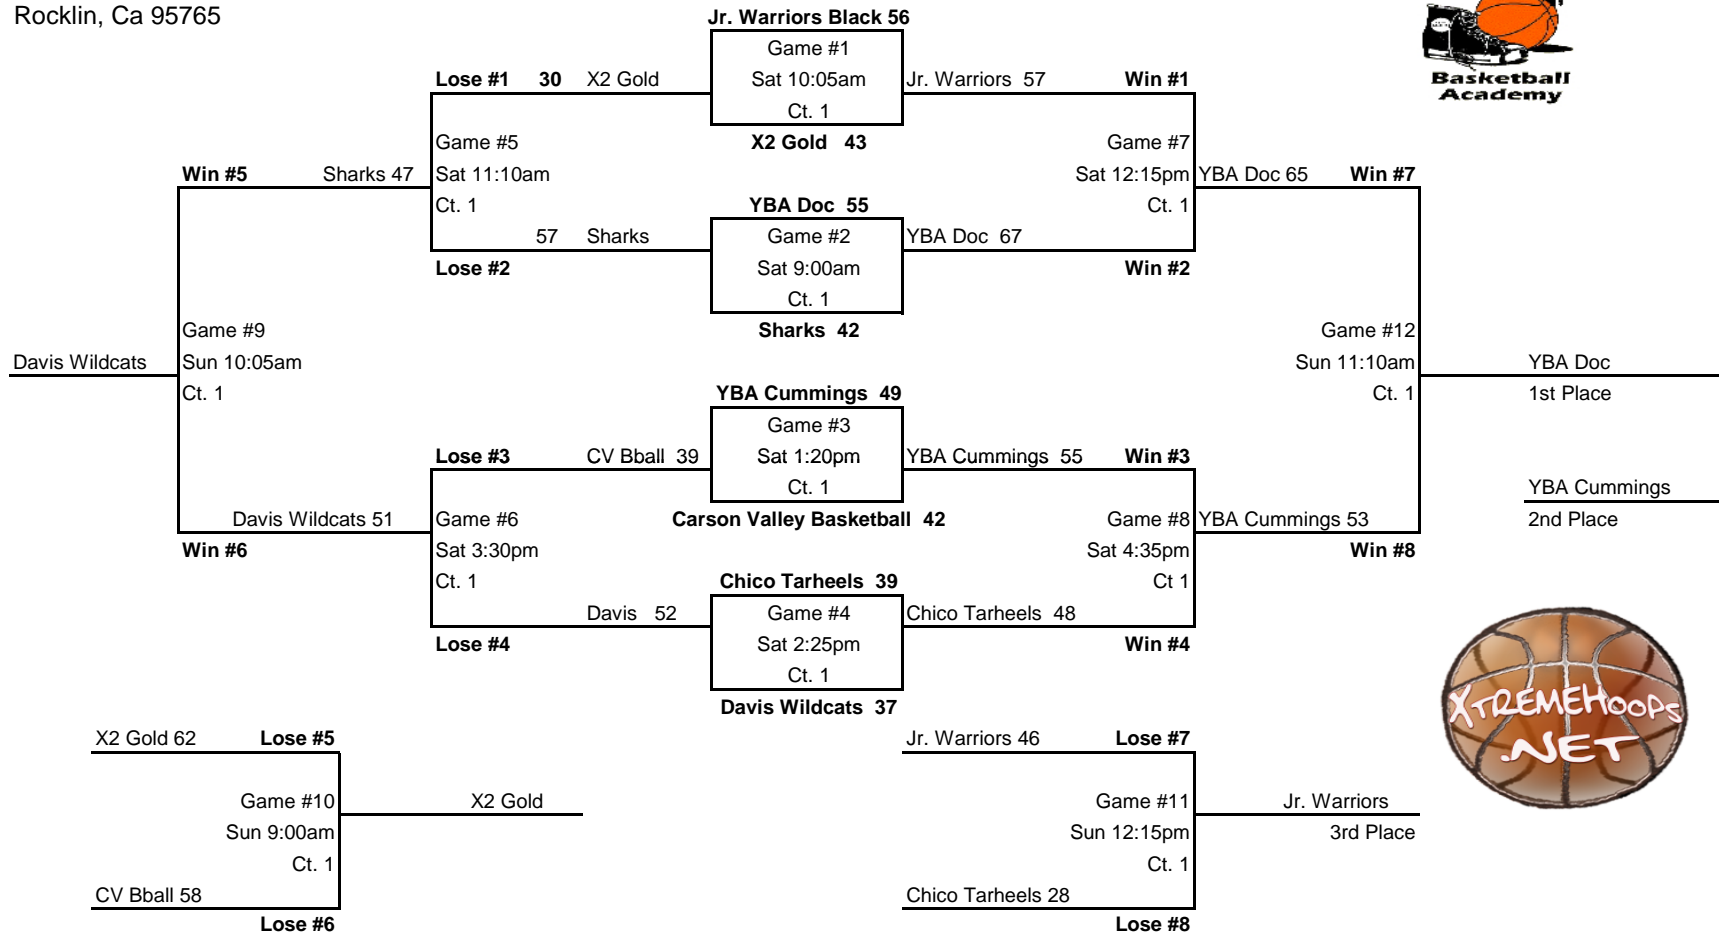 Rocklin, Ca 95765
Basketball
Academy
Jr. Warriors Black 56
Game #1
Lose #1 30 X2 Gold Sat 10:05am Jr. Warriors 57 Win #1
Ct. 1
Game #5 X2 Gold 43 Game #7
Win #5 Sharks 47 Sat 11:10am Sat 12:15pm YBA Doc 65 Win #7
Ct. 1 YBA Doc 55 Ct. 1
57 Sharks Game #2 YBA Doc 67
Lose #2 Sat 9:00am Win #2
Ct. 1
Game #9 Sharks 42 Game #12
Davis Wildcats Sun 10:05am Sun 11:10am YBA Doc
Ct. 1 YBA Cummings 49 Ct. 1 1st Place
Game #3
Lose #3 CV Bball 39 Sat 1:20pm YBA Cummings 55 Win #3
Ct. 1 YBA Cummings
Davis Wildcats 51 Game #6 Carson Valley Basketball 42 Game #8 YBA Cummings 53 2nd Place
Win #6 Sat 3:30pm Sat 4:35pm Win #8
Ct. 1 Chico Tarheels 39 Ct 1
Davis 52 Game #4 Chico Tarheels 48
Lose #4 Sat 2:25pm Win #4
Ct. 1
Davis Wildcats 37
XTREMEHOOPS
.NET
X2 Gold 62 Lose #5 Jr. Warriors 46 Lose #7
Game #10 X2 Gold Game #11 Jr. Warriors
Sun 9:00am Sun 12:15pm 3rd Place
Ct. 1 Ct. 1
CV Bball 58 Chico Tarheels 28
Lose #6 Lose #8